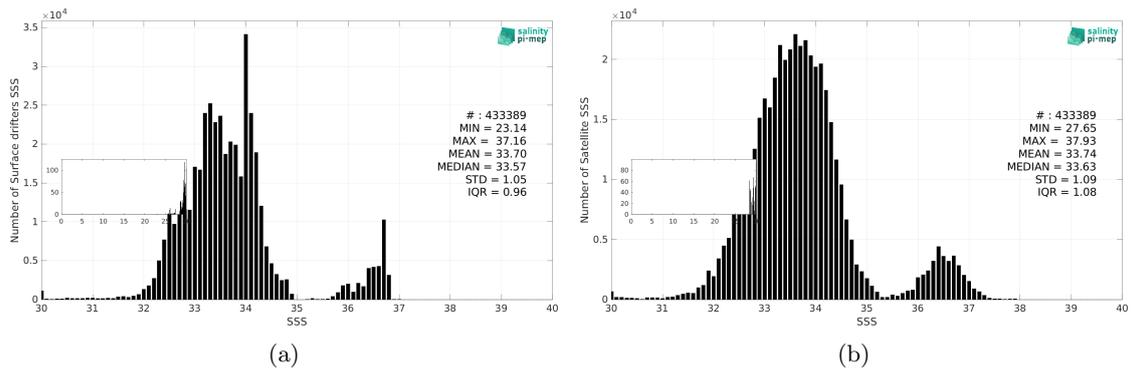 ×10⁴
3.5
3
2.5
2
1.5
1
0.5
0
30 31 32 33 34 35 36 37 38 39 40
SSS
Number of Surface drifters SSS
salinity
pi-mep
# : 433389
MIN = 23.14
MAX = 37.16
MEAN = 33.70
MEDIAN = 33.57
STD = 1.05
IQR = 0.96
100
50
0
0 5 10 15 20 25
(a)
×10⁴
2
1.5
1
0.5
0
30 31 32 33 34 35 36 37 38 39 40
SSS
Number of Satellite SSS
salinity
pi-mep
# : 433389
MIN = 27.65
MAX = 37.93
MEAN = 33.74
MEDIAN = 33.63
STD = 1.09
IQR = 1.08
80
60
40
20
0
0 5 10 15 20
(b)